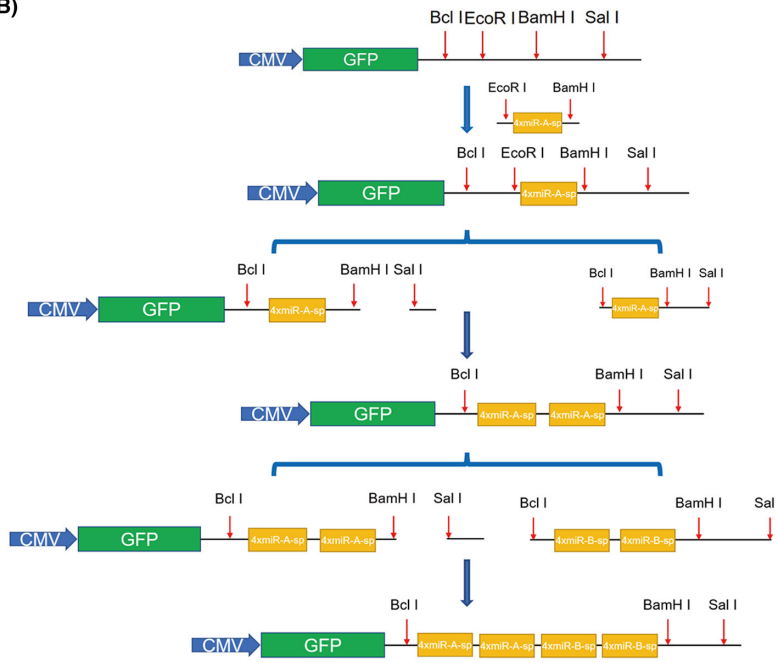 B)
Bcl I EcoR I BamH I Sal I
CMV GFP
EcoR I BamH I
4xmiR-A-sp
Bcl I EcoR I BamH I Sal I
CMV GFP 4xmiR-A-sp
Bcl I BamH I Sal I Bcl I BamH I Sal I
CMV GFP 4xmiR-A-sp 4xmiR-A-sp
Bcl I BamH I Sal I
CMV GFP 4xmiR-A-sp 4xmiR-A-sp
Bcl I BamH I Sal I Bcl I BamH I Sal
CMV GFP 4xmiR-A-sp 4xmiR-A-sp 4xmiR-B-sp 4xmiR-B-sp
Bcl I BamH I Sal I
CMV GFP 4xmiR-A-sp 4xmiR-A-sp 4xmiR-B-sp 4xmiR-B-sp